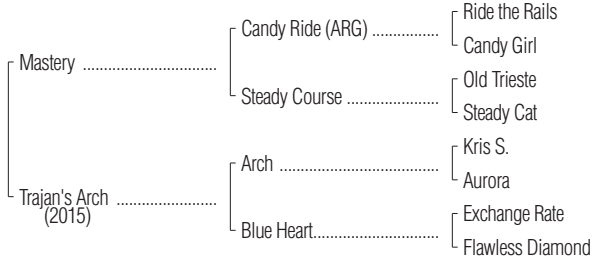 Ride the Rails
Candy Ride (ARG) ................
Candy Girl
Mastery ................................
Old Trieste
Steady Course ......................
Steady Cat
Kris S.
Arch ......................................
Aurora
Trajan's Arch ........................
(2015)
Exchange Rate
Blue Heart..............................
Flawless Diamond